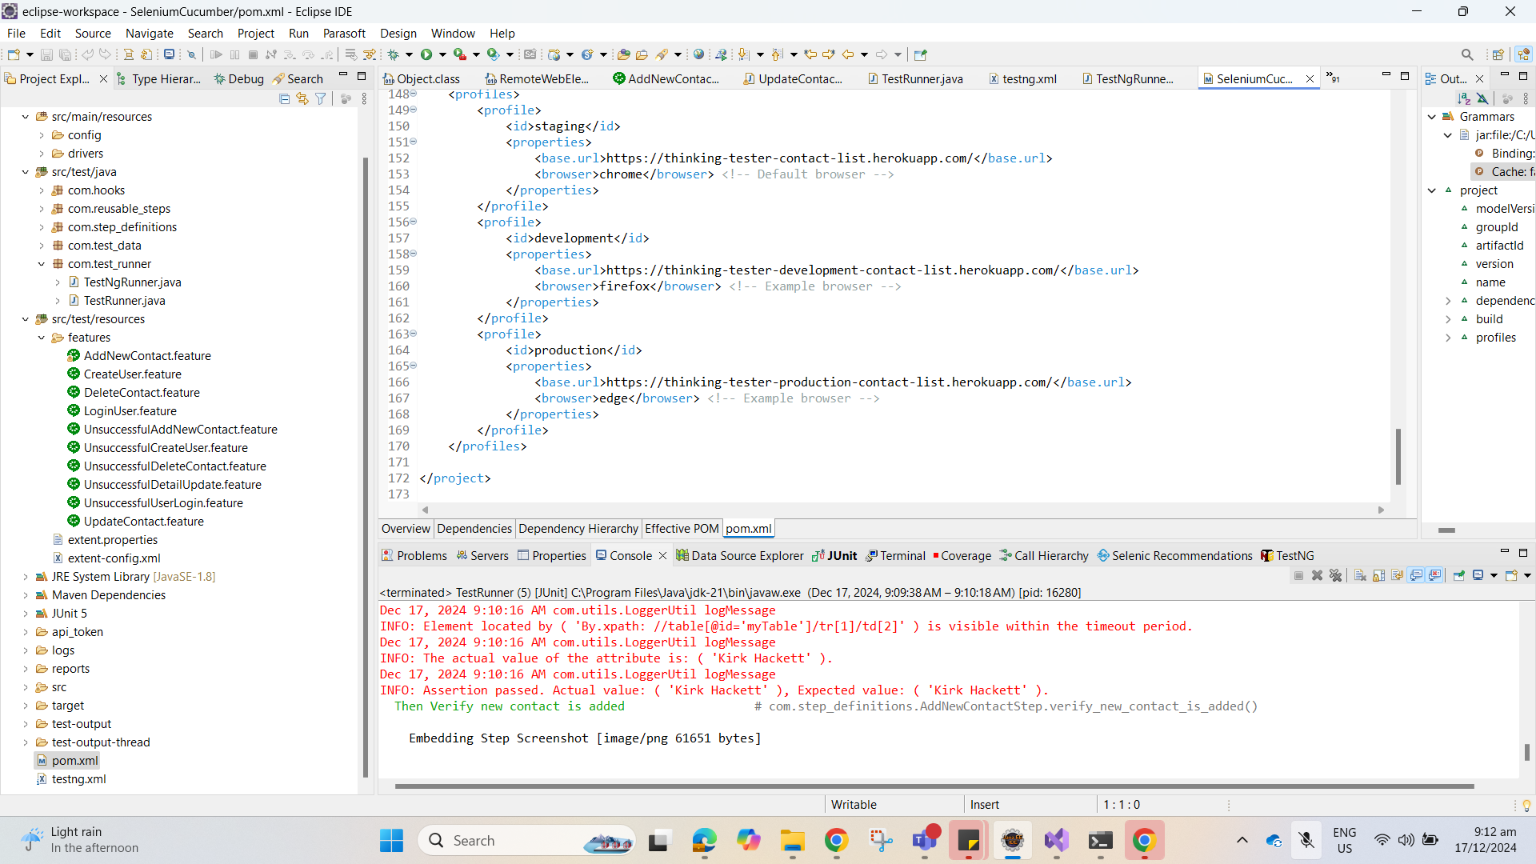 eclipse-workspace - SeleniumCucumber/pom.xml - Eclipse IDE
File Edit Source Navigate Search Project Run Parasoft Design Window Help
Project Expl... Type Hierar... Debug Search
Object.class RemoteWebEle... AddNewContac... UpdateContac... TestRunner.java testng.xml TestNgRunne... SeleniumCuc... »91
Out...
src/main/resources
config
drivers
src/test/java
com.hooks
com.reusable_steps
com.step_definitions
com.test_data
com.test_runner
TestNgRunner.java
TestRunner.java
src/test/resources
features
AddNewContact.feature
CreateUser.feature
DeleteContact.feature
LoginUser.feature
UnsuccessfulAddNewContact.feature
UnsuccessfulCreateUser.feature
UnsuccessfulDeleteContact.feature
UnsuccessfulDetailUpdate.feature
UnsuccessfulUserLogin.feature
UpdateContact.feature
extent.properties
extent-config.xml
JRE System Library [JavaSE-1.8]
Maven Dependencies
JUnit 5
api_token
logs
reports
src
target
test-output
test-output-thread
pom.xml
testng.xml
148 <profiles>
149 <profile>
150 <id>staging</id>
151 <properties>
152 <base.url>https://thinking-tester-contact-list.herokuapp.com/</base.url>
153 <browser>chrome</browser> <!-- Default browser -->
154 </properties>
155 </profile>
156 <profile>
157 <id>development</id>
158 <properties>
159 <base.url>https://thinking-tester-development-contact-list.herokuapp.com/</base.url>
160 <browser>firefox</browser> <!-- Example browser -->
161 </properties>
162 </profile>
163 <profile>
164 <id>production</id>
165 <properties>
166 <base.url>https://thinking-tester-production-contact-list.herokuapp.com/</base.url>
167 <browser>edge</browser> <!-- Example browser -->
168 </properties>
169 </profile>
170 </profiles>
171
172 </project>
173
Overview Dependencies Dependency Hierarchy Effective POM pom.xml
Grammars
jar:file:/C:/U
Binding:
Cache: fa
project
modelVersi
groupId
artifactId
version
name
dependenc
build
profiles
Problems Servers Properties Console Data Source Explorer JUnit Terminal Coverage Call Hierarchy Selenic Recommendations TestNG
<terminated> TestRunner (5) [JUnit] C:\Program Files\Java\jdk-21\bin\javaw.exe (Dec 17, 2024, 9:09:38 AM – 9:10:18 AM) [pid: 16280]
Dec 17, 2024 9:10:16 AM com.utils.LoggerUtil logMessage
INFO: Element located by ( 'By.xpath: //table[@id='myTable']/tr[1]/td[2]' ) is visible within the timeout period.
Dec 17, 2024 9:10:16 AM com.utils.LoggerUtil logMessage
INFO: The actual value of the attribute is: ( 'Kirk Hackett' ).
Dec 17, 2024 9:10:16 AM com.utils.LoggerUtil logMessage
INFO: Assertion passed. Actual value: ( 'Kirk Hackett' ), Expected value: ( 'Kirk Hackett' ).
Then Verify new contact is added # com.step_definitions.AddNewContactStep.verify_new_contact_is_added()
Embedding Step Screenshot [image/png 61651 bytes]
Writable Insert 1 : 1 : 0
Light rain
In the afternoon
Search
ENG
US
9:12 am
17/12/2024